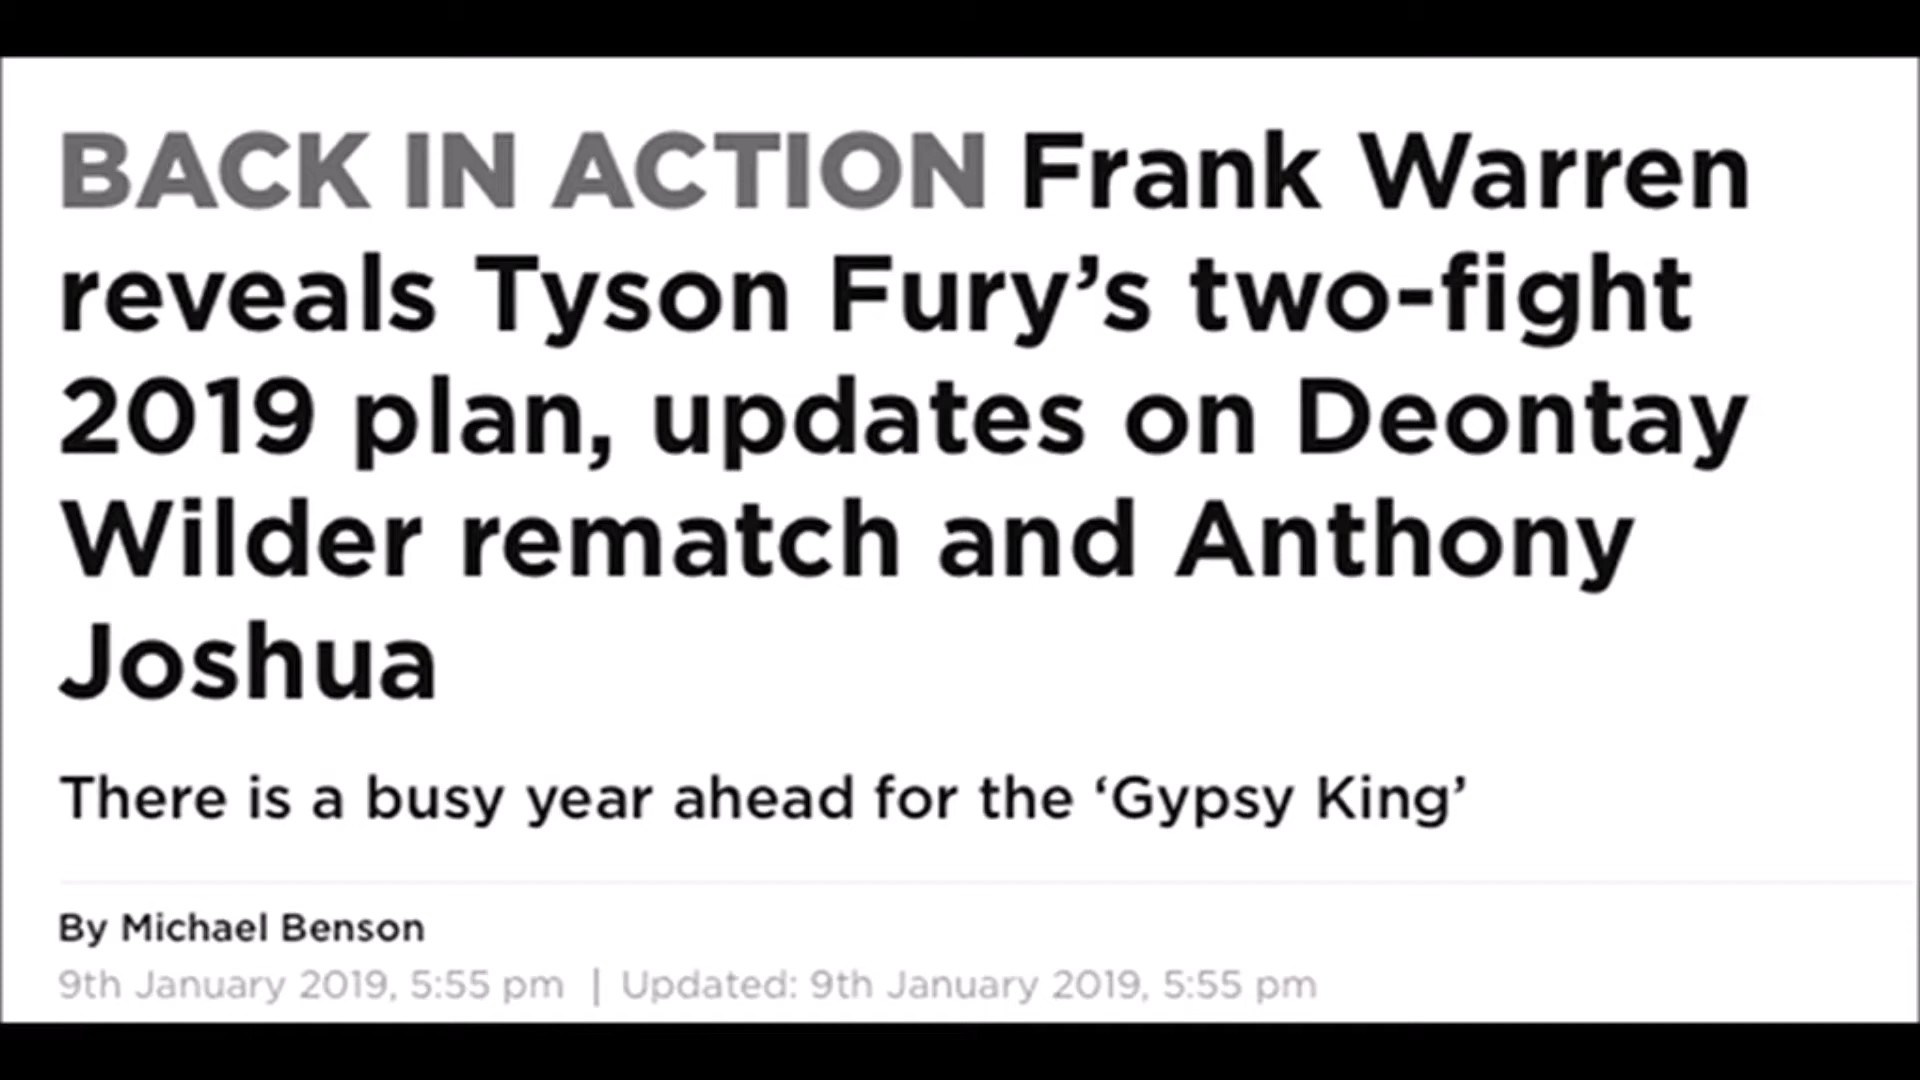 BACK IN ACTION Frank Warren
reveals Tyson Fury’s two-fight
2019 plan, updates on Deontay
Wilder rematch and Anthony
Joshua
There is a busy year ahead for the ‘Gypsy King’
By Michael Benson
9th January 2019, 5:55 pm | Updated: 9th January 2019, 5:55 pm